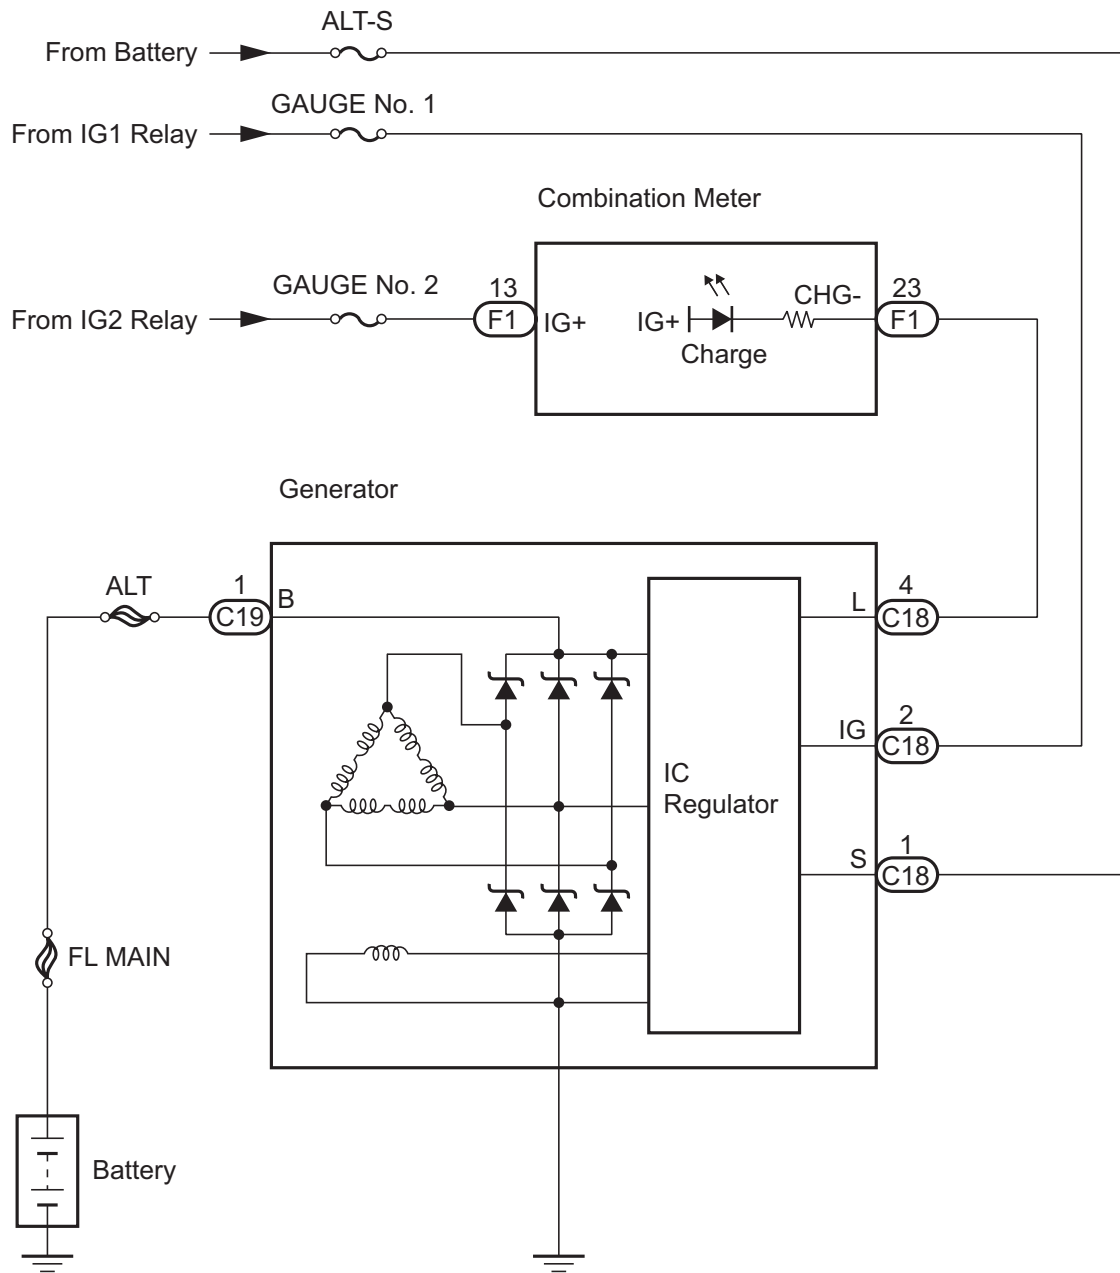 ALT-S
From Battery
GAUGE No. 1
From IG1 Relay
Combination Meter
GAUGE No. 2
From IG2 Relay
13
F1
IG+
IG+
Charge
CHG-
23
F1
Generator
ALT
1
C19
B
L
4
C18
IG
2
C18
IC
Regulator
S
1
C18
FL MAIN
Battery